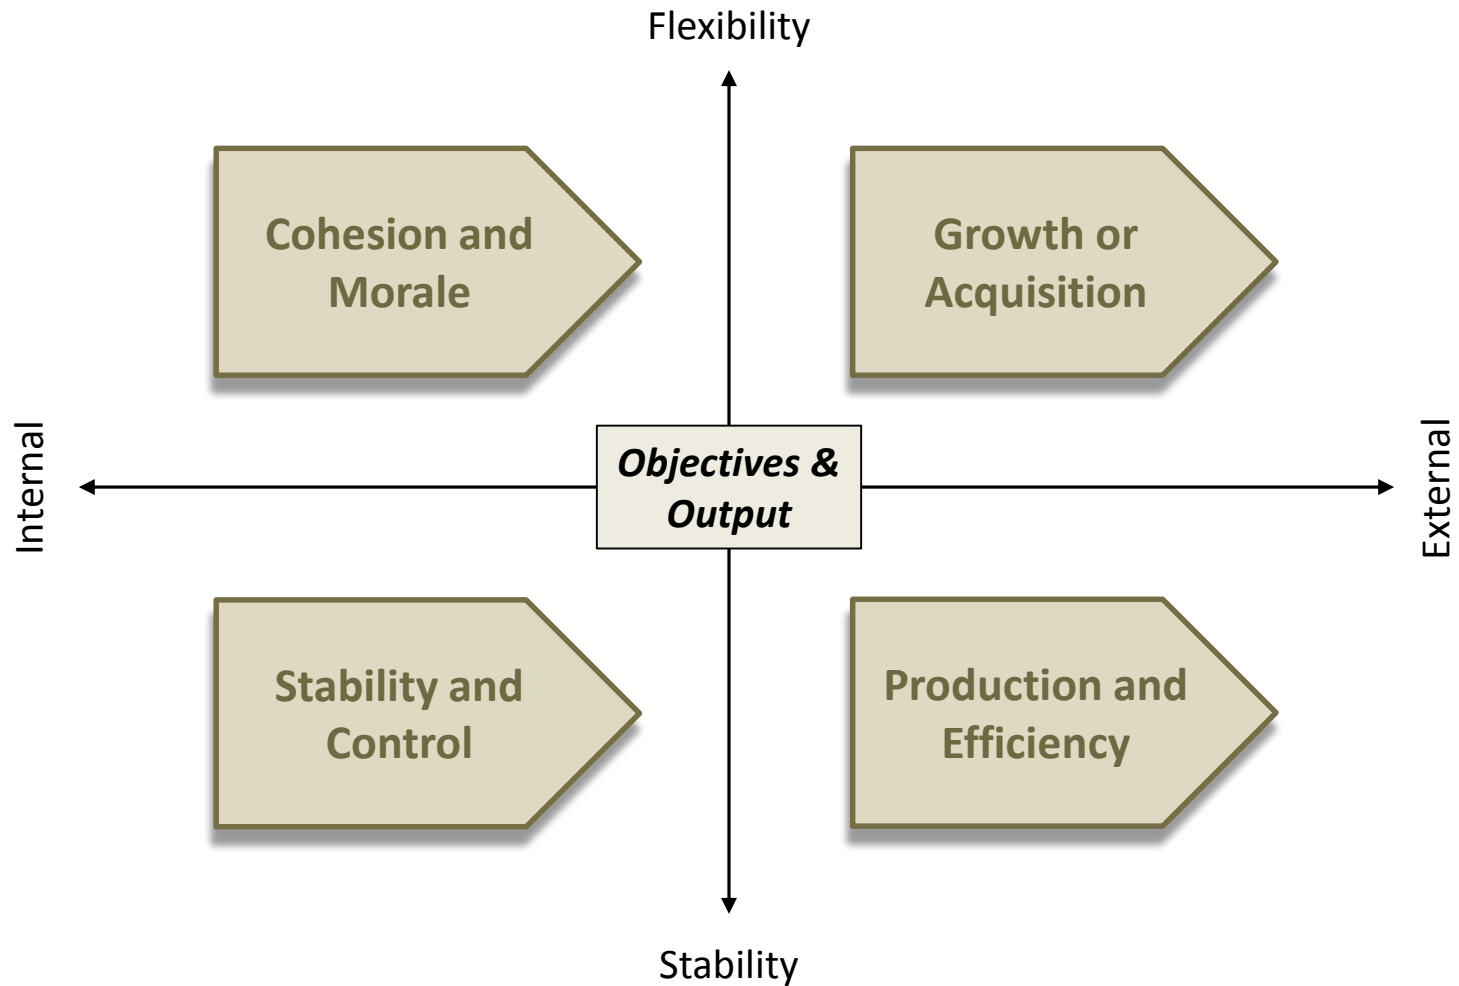 Flexibility
Cohesion and
Morale
Growth or
Acquisition
Internal
Objectives &
Output
External
Stability and
Control
Production and
Efficiency
Stability